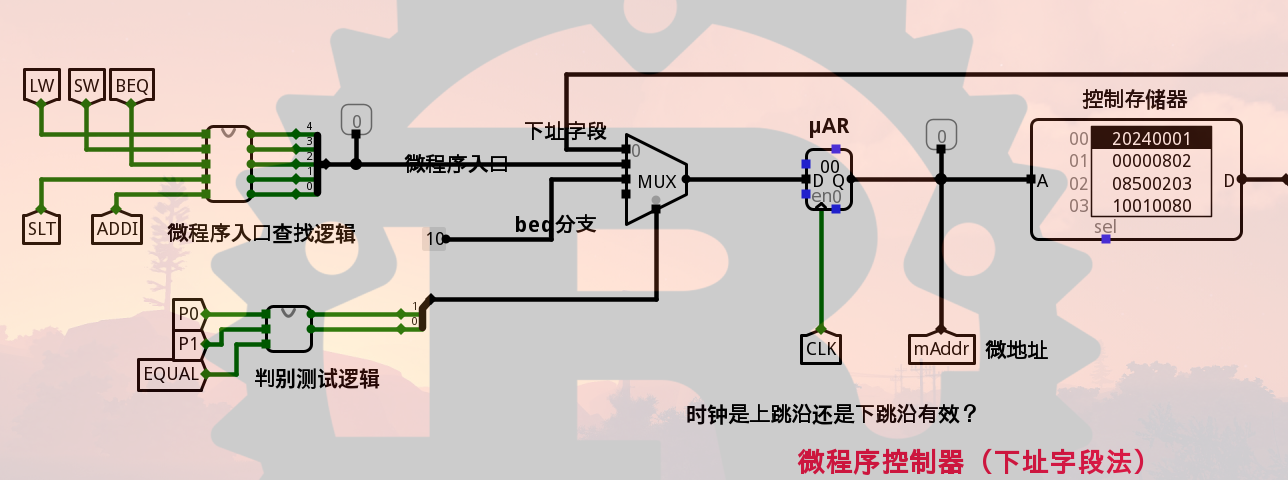 LW SW BEQ
4
3
2
1
0
0
下址字段
微程序入口
0
MUX
μAR
00
D Q
en0
0
控制存储器
00 20240001
01 00000802
02 08500203
03 10010080
A
D
sel
SLT ADDI
微程序入口查找逻辑
10
beq分支
P0
P1
EQUAL
1
0
判别测试逻辑
CLK
mAddr
微地址
时钟是上跳沿还是下跳沿有效？
微程序控制器（下址字段法）